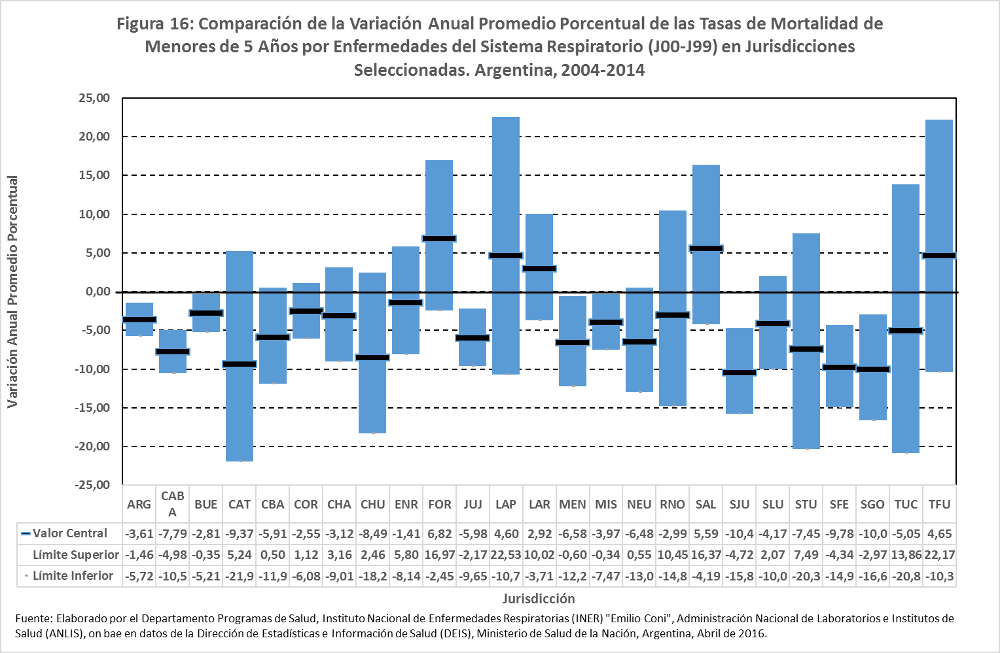 Figura 16: Comparación de la Variación Anual Promedio Porcentual de las Tasas de Mortalidad de
Menores de 5 Años por Enfermedades del Sistema Respiratorio (J00-J99) en Jurisdicciones
Seleccionadas. Argentina, 2004-2014
Variación Anual Promedio Porcentual
25,00
20,00
15,00
10,00
5,00
0,00
-5,00
-10,00
-15,00
-20,00
-25,00
ARG CABA BUE CAT CBA COR CHA CHU ENR FOR JUJ LAP LAR MEN MIS NEU RNO SAL SJU SLU STU SFE SGO TUC TFU
Valor Central -3,61 -7,79 -2,81 -9,37 -5,91 -2,55 -3,12 -8,49 -1,41 6,82 -5,98 4,60 2,92 -6,58 -3,97 -6,48 -2,99 5,59 -10,4 -4,17 -7,45 -9,78 -10,0 -5,05 4,65
Límite Superior -1,46 -4,98 -0,35 5,24 0,50 1,12 3,16 2,46 5,80 16,97 -2,17 22,53 10,02 -0,60 -0,34 0,55 10,45 16,37 -4,72 2,07 7,49 -4,34 -2,97 13,86 22,17
Límite Inferior -5,72 -10,5 -5,21 -21,9 -11,9 -6,08 -9,01 -18,2 -8,14 -2,45 -9,65 -10,7 -3,71 -12,2 -7,47 -13,0 -14,8 -4,19 -15,8 -10,0 -20,3 -14,9 -16,6 -20,8 -10,3
Jurisdicción
Fuente: Elaborado por el Departamento Programas de Salud, Instituto Nacional de Enfermedades Respiratorias (INER) "Emilio Coni", Administración Nacional de Laboratorios e Institutos de
Salud (ANLIS), on bae en datos de la Dirección de Estadísticas e Información de Salud (DEIS), Ministerio de Salud de la Nación, Argentina, Abril de 2016.